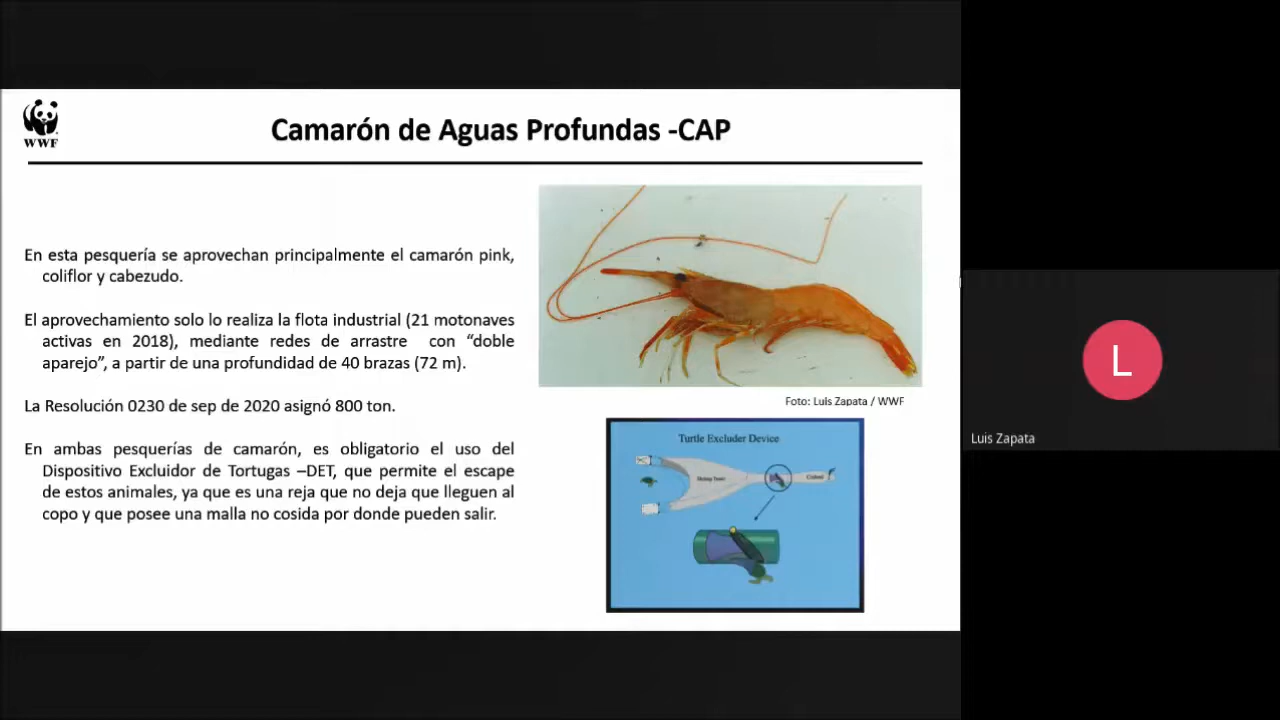 WWF
Camarón de Aguas Profundas -CAP
En esta pesquería se aprovechan principalmente el camarón pink,
coliflor y cabezudo.
El aprovechamiento solo lo realiza la flota industrial (21 motonaves
activas en 2018), mediante redes de arrastre con “doble
aparejo”, a partir de una profundidad de 40 brazas (72 m).
La Resolución 0230 de sep de 2020 asignó 800 ton.
En ambas pesquerías de camarón, es obligatorio el uso del
Dispositivo Excluidor de Tortugas –DET, que permite el escape
de estos animales, ya que es una reja que no deja que lleguen al
copo y que posee una malla no cosida por donde pueden salir.
Foto: Luis Zapata / WWF
Turtle Excluder Device
L
Luis Zapata